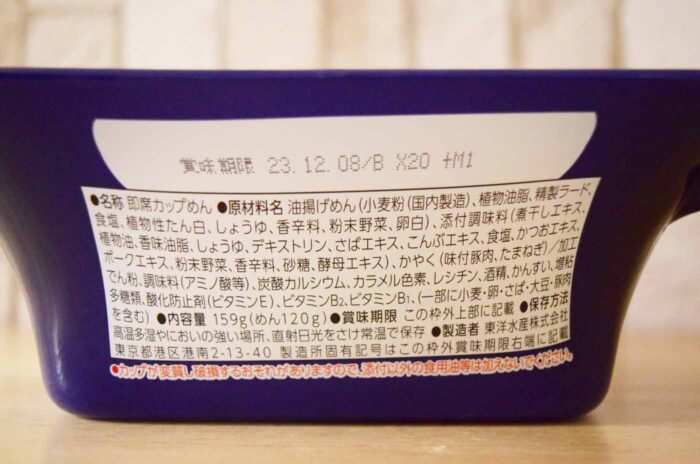 賞味期限 23.12.08/B X20 +M1
●名称 即席カップめん ●原材料名 油揚げめん(小麦粉(国内製造)、植物油脂、精製ラード、
食塩、植物性たん白、しょうゆ、香辛料、粉末野菜、卵白)、添付調味料(煮干しエキス、
植物油、香味油脂、しょうゆ、デキストリン、さばエキス、こんぶエキス、食塩、かつおエキス、
ポークエキス、粉末野菜、香辛料、砂糖、酵母エキス)、かやく(味付豚肉、たまねぎ)/加工
でん粉、調味料(アミノ酸等)、炭酸カルシウム、カラメル色素、レシチン、酒精、かんすい、増粘
多糖類、酸化防止剤(ビタミンE)、ビタミンB₂、ビタミンB₁、(一部に小麦・卵・さば・大豆・豚肉
を含む) ●内容量 159g(めん120g) ●賞味期限 この枠外上部に記載 ●保存方法
高温多湿やにおいの強い場所、直射日光をさけ常温で保存 ●製造者 東洋水産株式会社
東京都港区港南2-13-40 製造所固有記号はこの枠外賞味期限右端に記載
●カップが変質し破損するおそれがありますので、添付以外の食用油等は加えないでください。